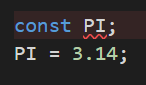 const PI;
PI = 3.14;